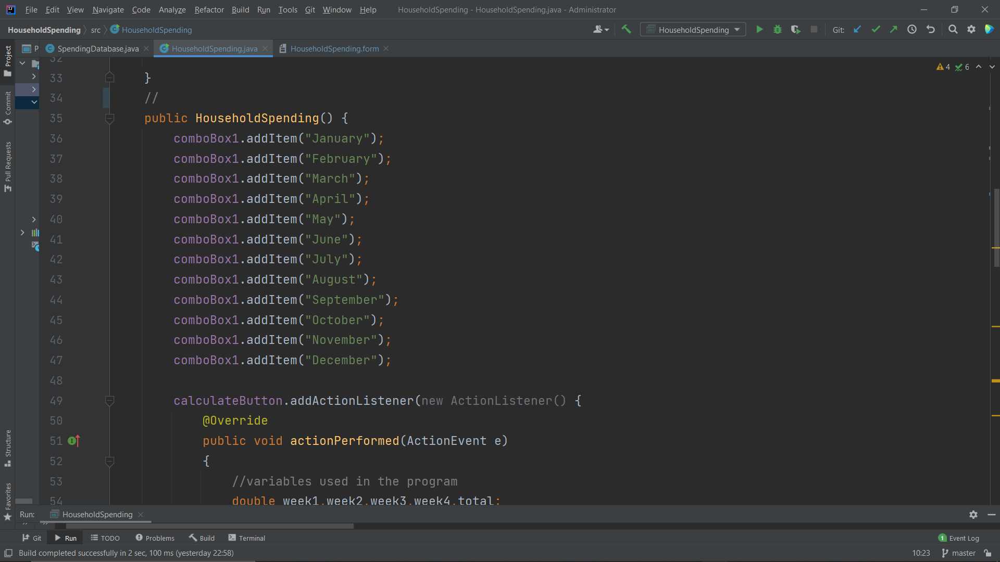 File Edit View Navigate Code Analyze Refactor Build Run Tools Git Window Help HouseholdSpending - HouseholdSpending.java - Administrator
HouseholdSpending src HouseholdSpending HouseholdSpending Git:
Project P SpendingDatabase.java HouseholdSpending.java HouseholdSpending.form
32
4 6
33 }
34 //
35 public HouseholdSpending() {
36 comboBox1.addItem("January");
37 comboBox1.addItem("February");
38 comboBox1.addItem("March");
39 comboBox1.addItem("April");
40 comboBox1.addItem("May");
41 comboBox1.addItem("June");
42 comboBox1.addItem("July");
43 comboBox1.addItem("August");
44 comboBox1.addItem("September");
45 comboBox1.addItem("October");
46 comboBox1.addItem("November");
47 comboBox1.addItem("December");
48
49 calculateButton.addActionListener(new ActionListener() {
50 @Override
51 public void actionPerformed(ActionEvent e)
52 {
53 //variables used in the program
54 double week1,week2,week3,week4,total;
Commit
Pull Requests
Structure
Favorites
Run: HouseholdSpending
Git Run TODO Problems Build Terminal 1 Event Log
Build completed successfully in 2 sec, 100 ms (yesterday 22:58) 10:23 master